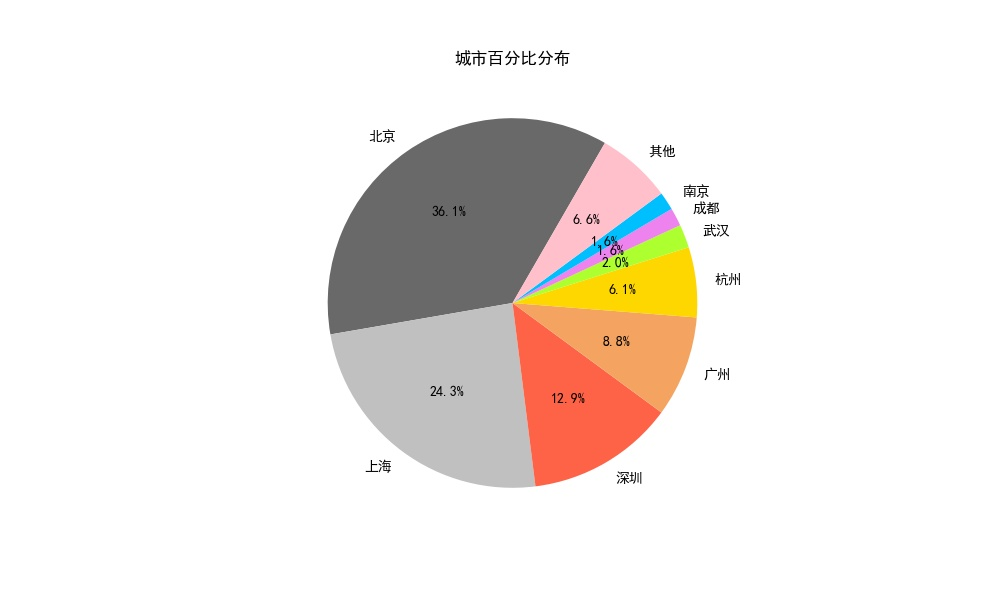 城市百分比分布
北京
36.1%
上海
24.3%
深圳
12.9%
广州
8.8%
杭州
6.1%
武汉
2.0%
成都
1.6%
南京
1.6%
其他
6.6%